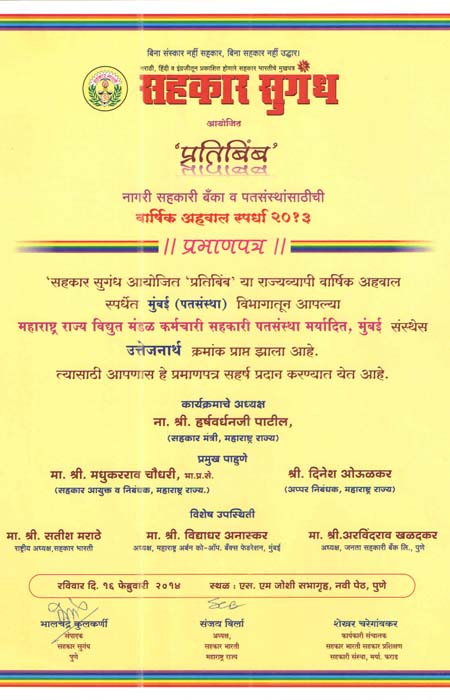 बिना संस्कार नहीं सहकार, बिना सहकार नहीं उद्धार।
मराठी, हिंदी व इंग्रजीतून प्रकाशित होणारे सहकार भारतीचे मुखपत्र
सहकार सुगंध
आयोजित
'प्रतिबिंब'
नागरी सहकारी बँका व पतसंस्थांसाठीची
वार्षिक अहवाल स्पर्धा २०१३
|| प्रमाणपत्र ||
'सहकार सुगंध आयोजित 'प्रतिबिंब' या राज्यव्यापी वार्षिक अहवाल
स्पर्धेत मुंबई (पतसंस्था) विभागातून आपल्या
महाराष्ट्र राज्य विद्युत मंडळ कर्मचारी सहकारी पतसंस्था मर्यादित, मुंबई संस्थेस
उत्तेजनार्थ क्रमांक प्राप्त झाला आहे.
त्यासाठी आपणास हे प्रमाणपत्र सहर्ष प्रदान करण्यात येत आहे.
कार्यक्रमाचे अध्यक्ष
ना. श्री. हर्षवर्धनजी पाटील,
(सहकार मंत्री, महाराष्ट्र राज्य)
प्रमुख पाहुणे
मा. श्री. मधुकरराव चौधरी, भा.प्र.से. श्री. दिनेश ओऊळकर
(सहकार आयुक्त व निबंधक, महाराष्ट्र राज्य.) (अप्पर निबंधक, महाराष्ट्र राज्य.)
विशेष उपस्थिती
मा. श्री. सतीश मराठे मा. श्री. विद्याधर अनास्कर मा. श्री.अरविंदराव खळदकर
राष्ट्रीय अध्यक्ष,सहकार भारती अध्यक्ष, महाराष्ट्र अर्बन को-ऑप. बँक्स फेडरेशन, मुंबई अध्यक्ष, जनता सहकारी बँक लि., पुणे
रविवार दि. १६ फेब्रुवारी २०१४ स्थळ : एस. एम जोशी सभागृह, नवी पेठ, पुणे
भालचंद्र कुलकर्णी संजय बिर्ला शेखर चरेगांवकर
संपादक अध्यक्ष, कार्यकारी संचालक
सहकार सुगंध सहकार भारती सहकार भारती सहकार प्रशिक्षण
पुणे महाराष्ट्र राज्य सहकारी संस्था, मर्या. कराड